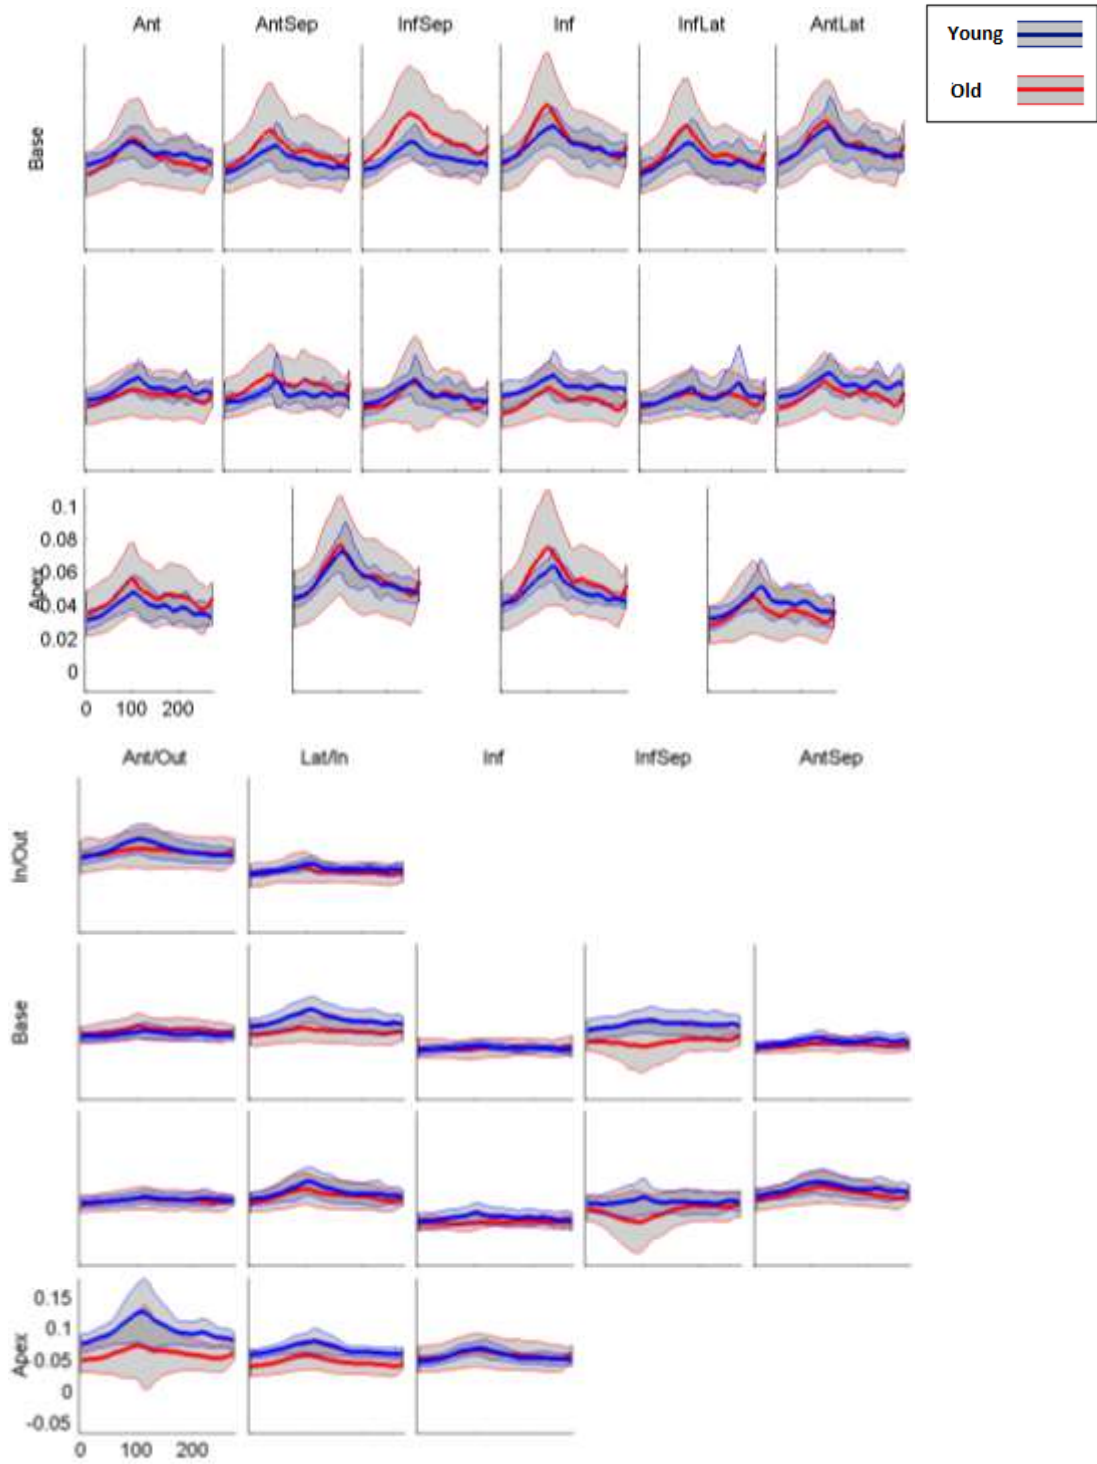 Ant AntSep InfSep Inf InfLat AntLat
Young
Old
Base
Apex
0.1
0.08
0.06
0.04
0.02
0
0 100 200
Ant/Out Lat/In Inf InfSep AntSep
In/Out
Base
Apex
0.15
0.1
0.05
0
-0.05
0 100 200